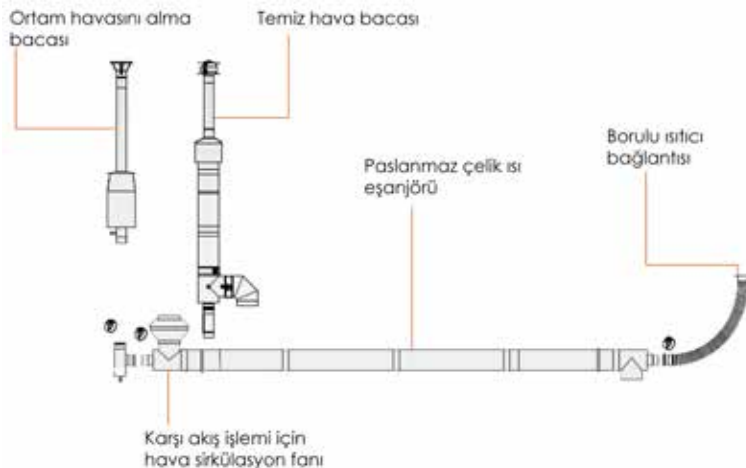 Ortam havasını alma
bacası
Temiz hava bacası
Paslanmaz çelik ısı
eşanjörü
Borulu ısıtıcı
bağlantısı
Karşı akış işlemi için
hava sirkülasyon fanı